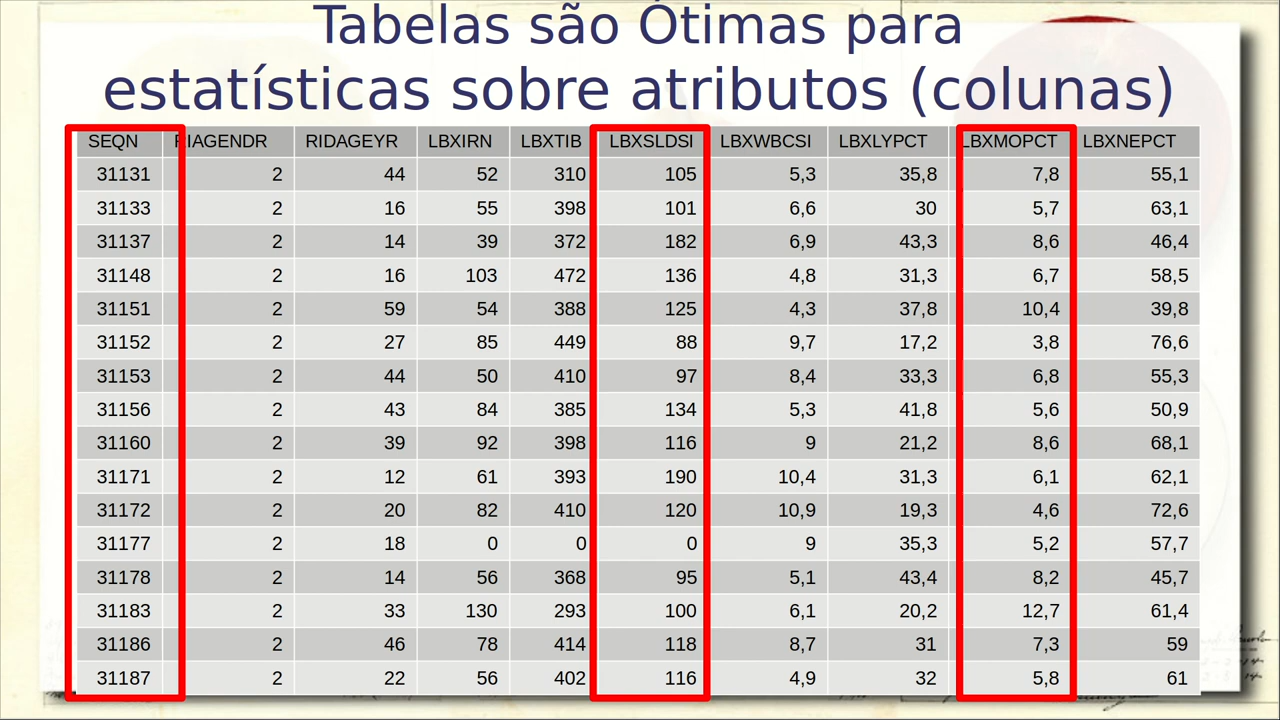 Tabelas são Ótimas para
estatísticas sobre atributos (colunas)
SEQN RIAGENDR RIDAGEYR LBXIRN LBXTIB LBXSLDSI LBXWBCSI LBXLYPCT LBXMOPCT LBXNEPCT
31131 2 44 52 310 105 5,3 35,8 7,8 55,1
31133 2 16 55 398 101 6,6 30 5,7 63,1
31137 2 14 39 372 182 6,9 43,3 8,6 46,4
31148 2 16 103 472 136 4,8 31,3 6,7 58,5
31151 2 59 54 388 125 4,3 37,8 10,4 39,8
31152 2 27 85 449 88 9,7 17,2 3,8 76,6
31153 2 44 50 410 97 8,4 33,3 6,8 55,3
31156 2 43 84 385 134 5,3 41,8 5,6 50,9
31160 2 39 92 398 116 9 21,2 8,6 68,1
31171 2 12 61 393 190 10,4 31,3 6,1 62,1
31172 2 20 82 410 120 10,9 19,3 4,6 72,6
31177 2 18 0 0 0 9 35,3 5,2 57,7
31178 2 14 56 368 95 5,1 43,4 8,2 45,7
31183 2 33 130 293 100 6,1 20,2 12,7 61,4
31186 2 46 78 414 118 8,7 31 7,3 59
31187 2 22 56 402 116 4,9 32 5,8 61